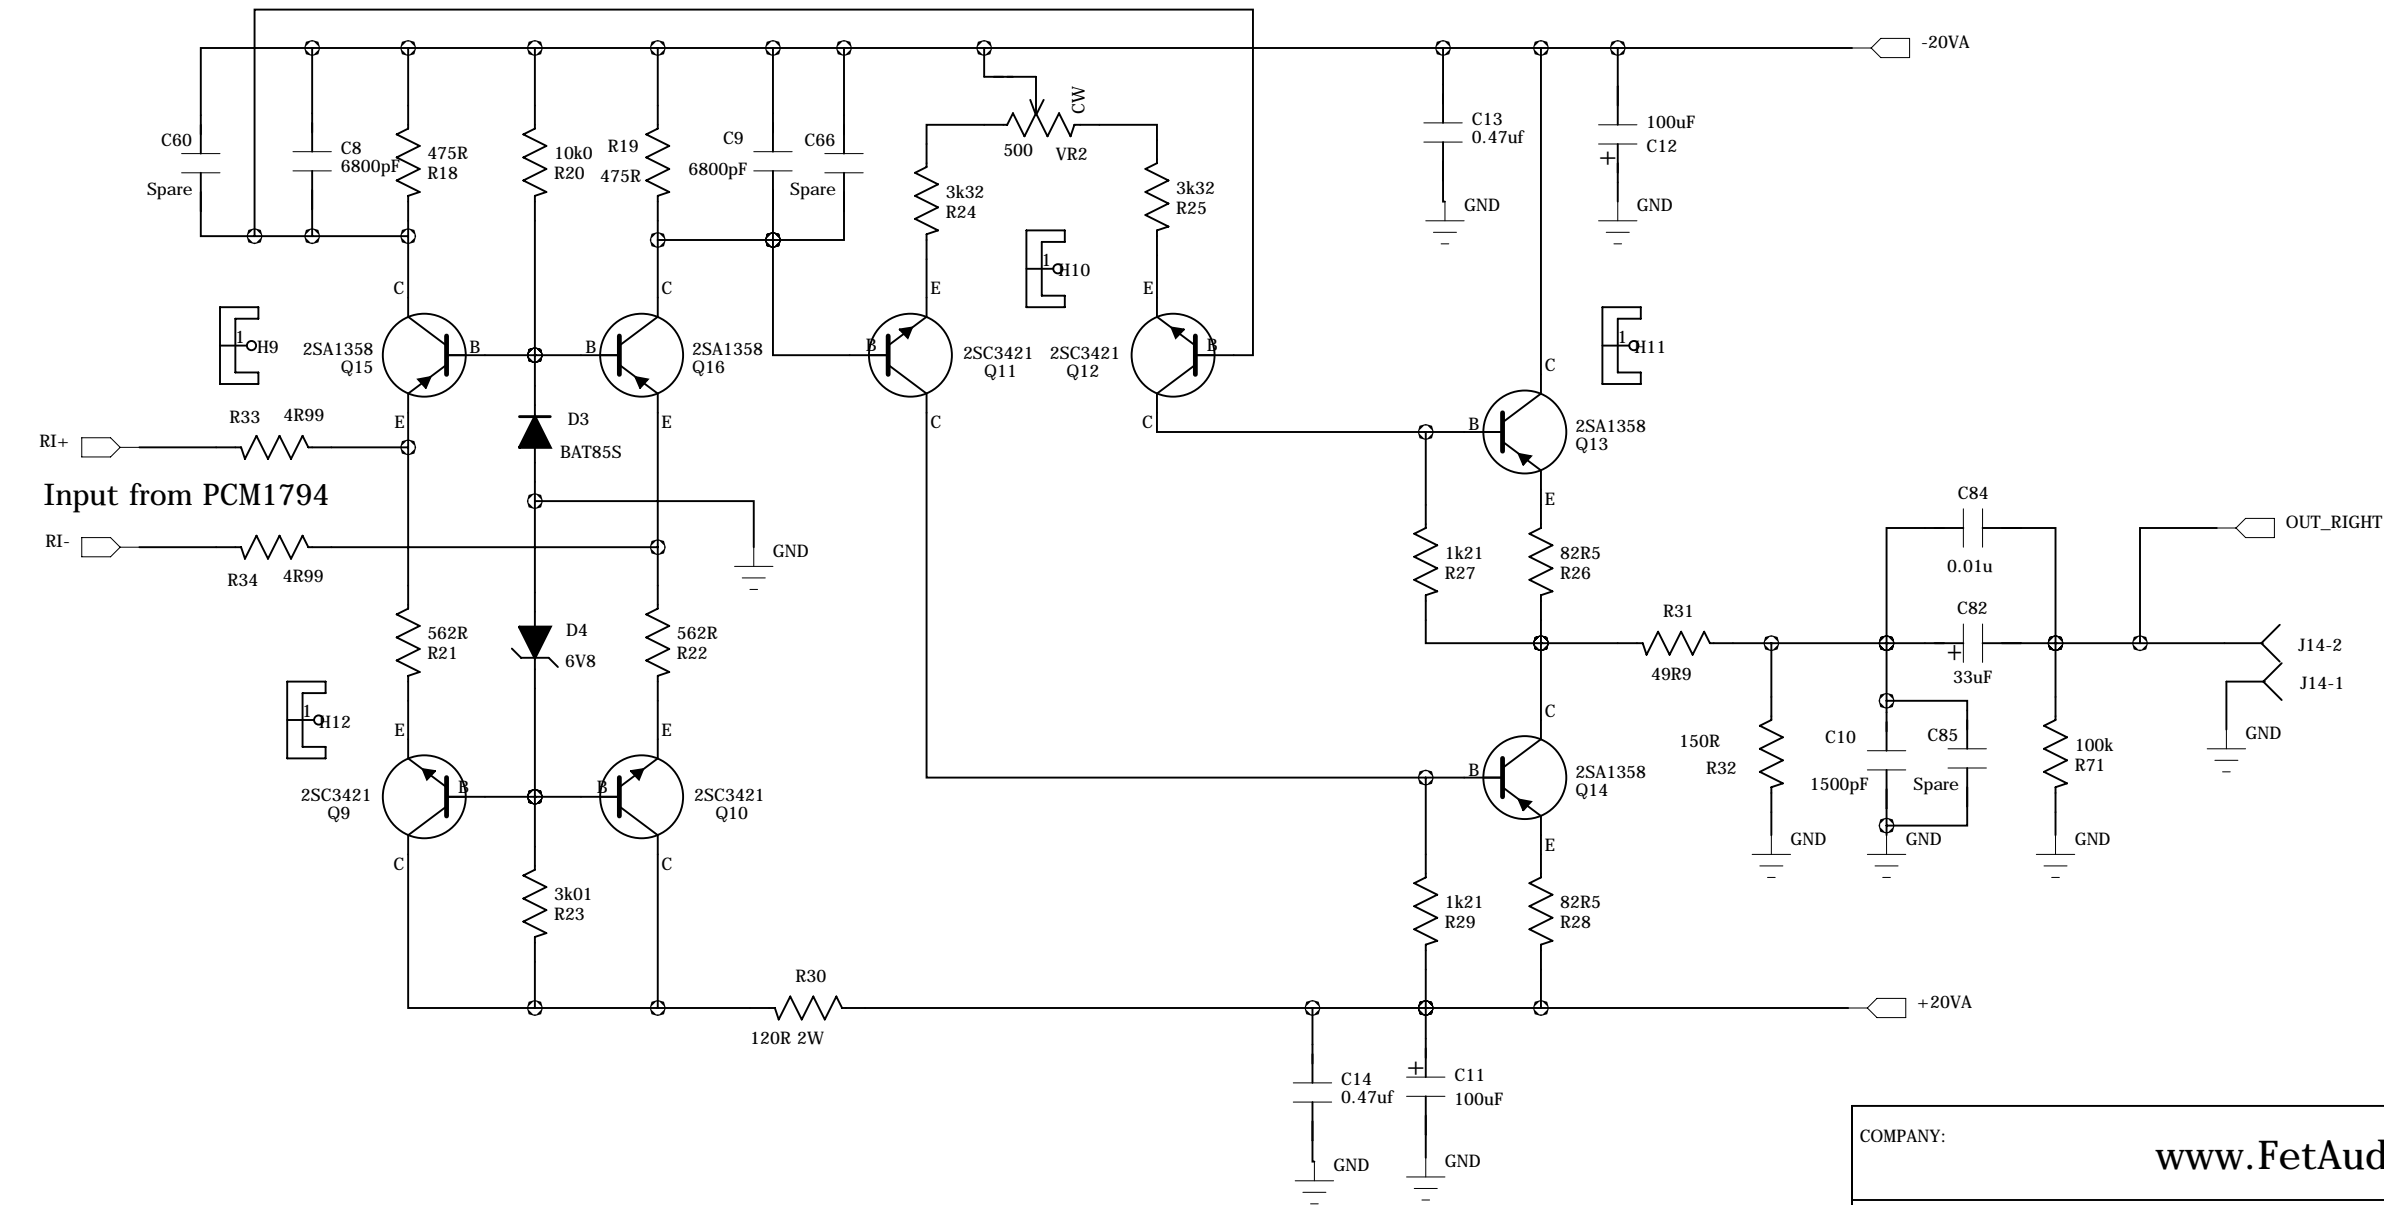 -20VA
C60
Spare
C8
6800pF
475R
R18
10k0
R20
R19
475R
C9
6800pF
C66
Spare
CW
500
VR2
3k32
R24
3k32
R25
C13
0.47uf
GND
100uF
C12
+
GND
1
H10
C
C
E
E
1
H9
2SA1358
Q15
B
B
2SA1358
Q16
B
2SC3421
Q11
2SC3421
Q12
B
1
H11
C
E
E
C
C
B
2SA1358
Q13
E
R33
4R99
RI+
D3
BAT85S
Input from PCM1794
RI-
R34
4R99
GND
1k21
R27
82R5
R26
C84
0.01u
OUT_RIGHT
562R
R21
D4
6V8
562R
R22
R31
49R9
C82
+
33uF
J14-2
J14-1
GND
1
H12
E
E
2SC3421
Q9
B
B
2SC3421
Q10
C
C
C
B
2SA1358
Q14
E
150R
R32
GND
C10
1500pF
C85
Spare
GND
100k
R71
GND
3k01
R23
1k21
R29
82R5
R28
R30
120R 2W
+20VA
C14
0.47uf
GND
+
C11
100uF
GND
COMPANY:
www.FetAud